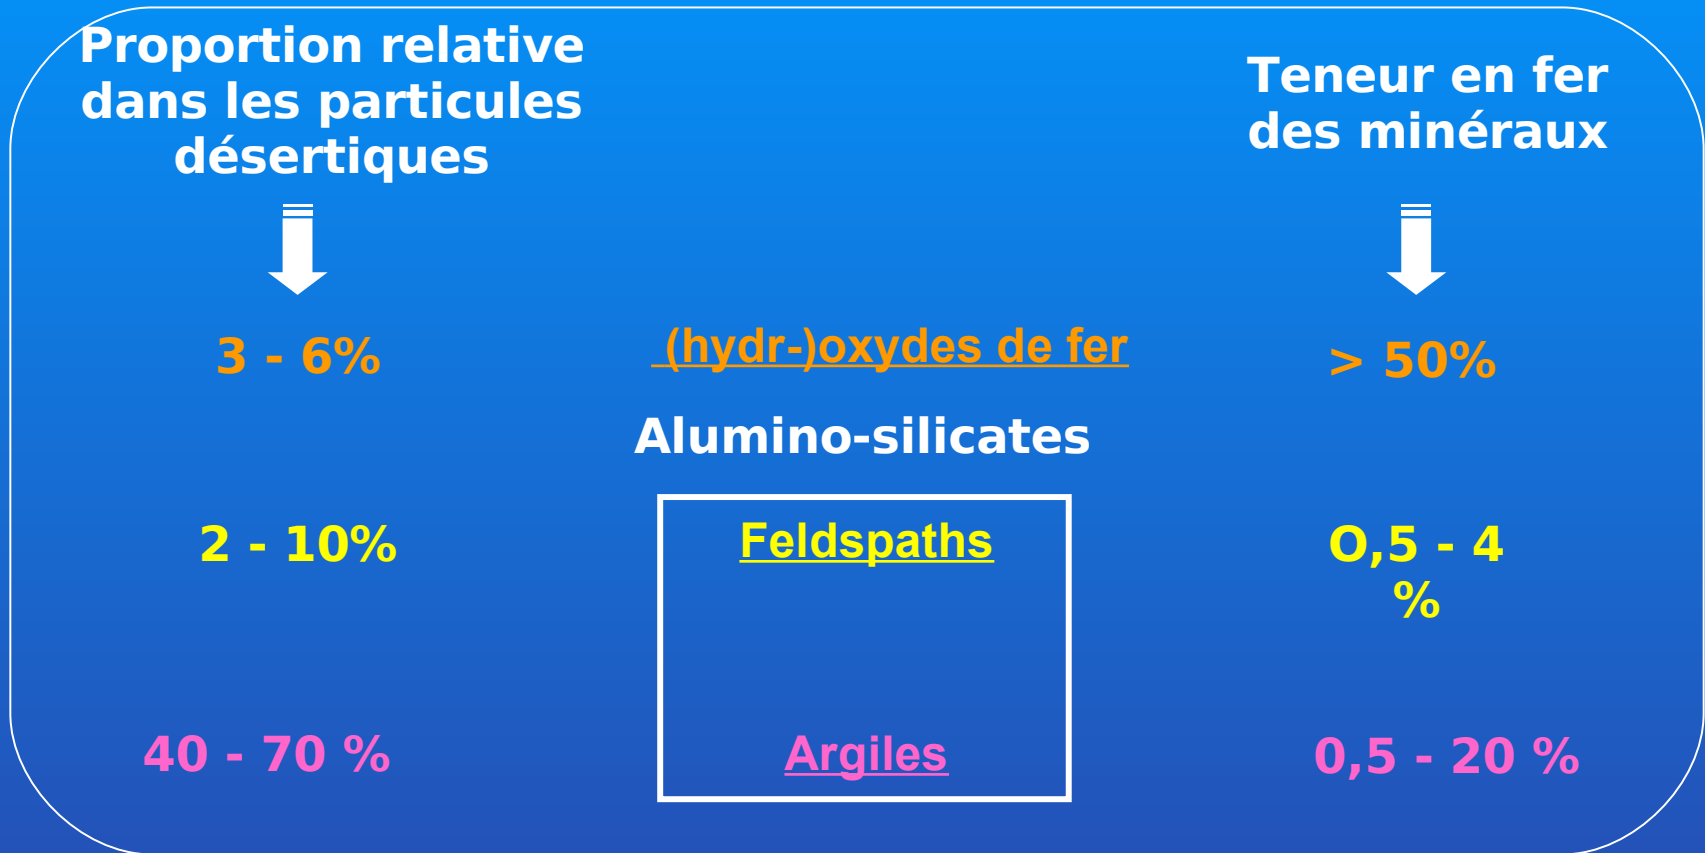 Proportion relative
dans les particules
désertiques
Teneur en fer
des minéraux
3 - 6%
(hydr-)oxydes de fer
> 50%
Alumino-silicates
2 - 10%
Feldspaths
O,5 - 4
%
40 - 70 %
Argiles
0,5 - 20 %